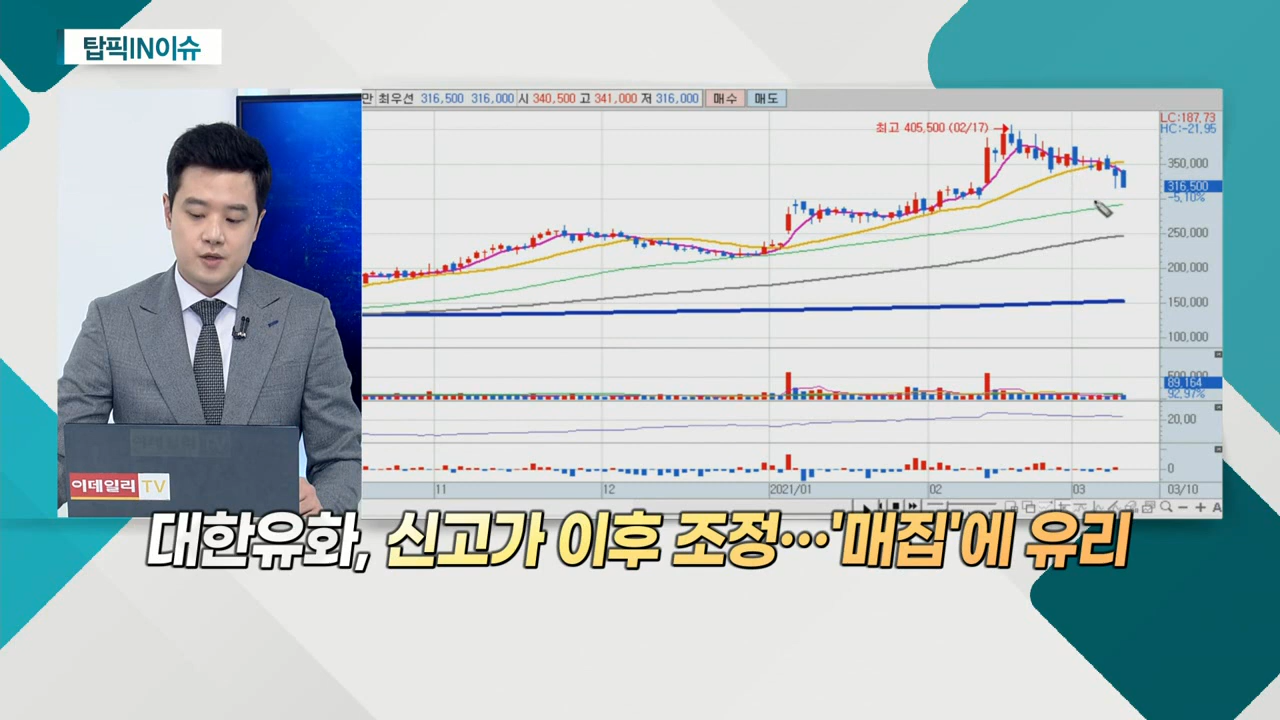 탑픽IN이슈
만 최우선 316,500 316,000 시 340,500 고 341,000 저 316,000 매수 매도
LC:187.73
최고 405,500 (02/17)
HC:-21.95
350,000
316,500
-5.10%
250,000
200,000
150,000
100,000
500,000
89,164
92.97%
20,00
0
11 12 2021/01 02 03 03/10
이데일리 TV
대한유화, 신고가 이후 조정…'매집'에 유리